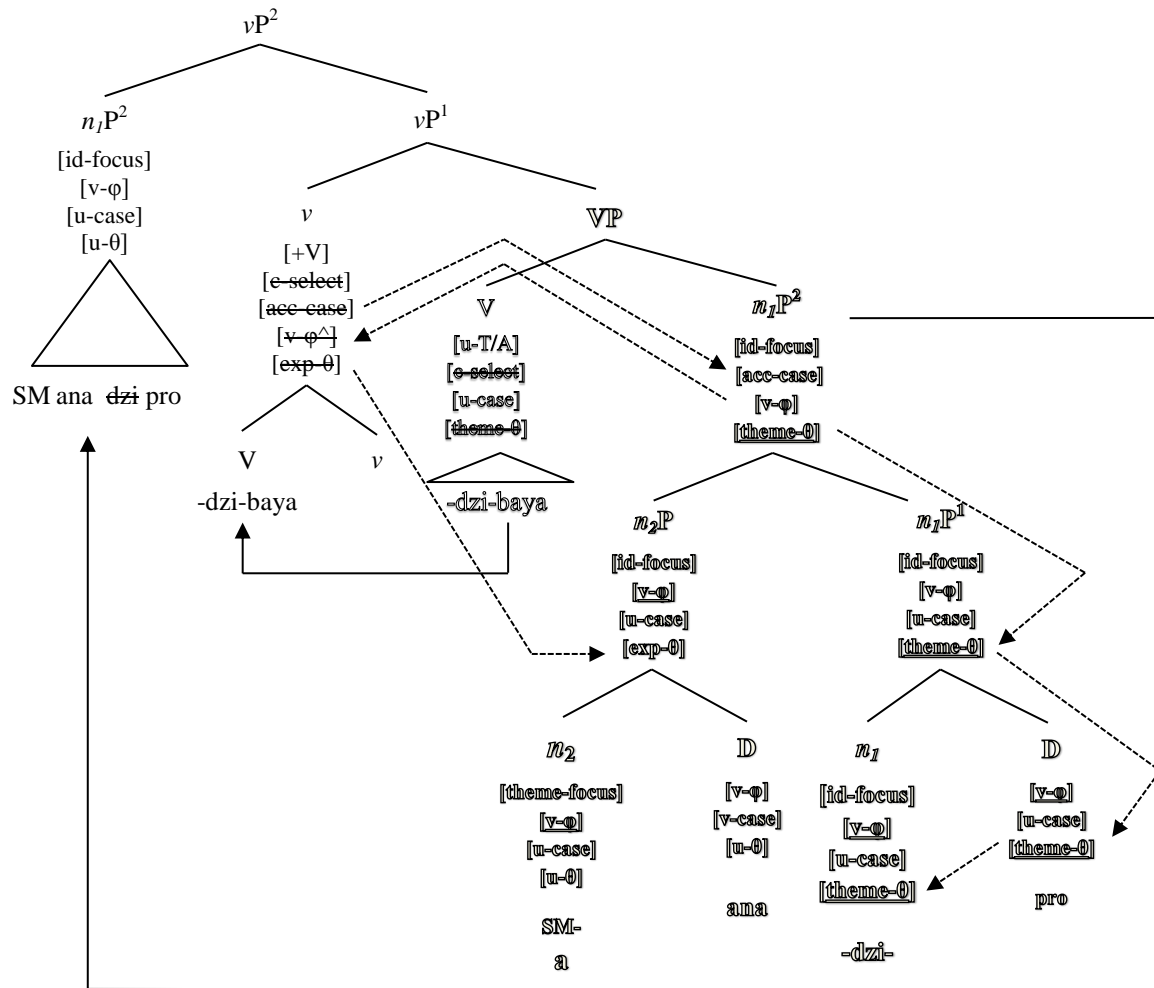 vP²
n₁P²
[id-focus]
[v-φ]
[u-case]
[u-θ]
SM ana dzi pro
vP¹
v
[+V]
[c-select]
[acc-case]
[v-φ^]
[exp-θ]
V
-dzi-baya
v
VP
V
[u-T/A]
[c-select]
[u-case]
[theme-θ]
-dzi-baya
n₁P²
[id-focus]
[acc-case]
[v-φ]
[theme-θ]
n₂P
[id-focus]
[v-φ]
[u-case]
[exp-θ]
n₁P¹
[id-focus]
[v-φ]
[u-case]
[theme-θ]
n₂
[theme-focus]
[v-φ]
[u-case]
[u-θ]
SM-
a
D
[v-φ]
[v-case]
[u-θ]
ana
n₁
[id-focus]
[v-φ]
[u-case]
[theme-θ]
-dzi-
D
[v-φ]
[u-case]
[theme-θ]
pro